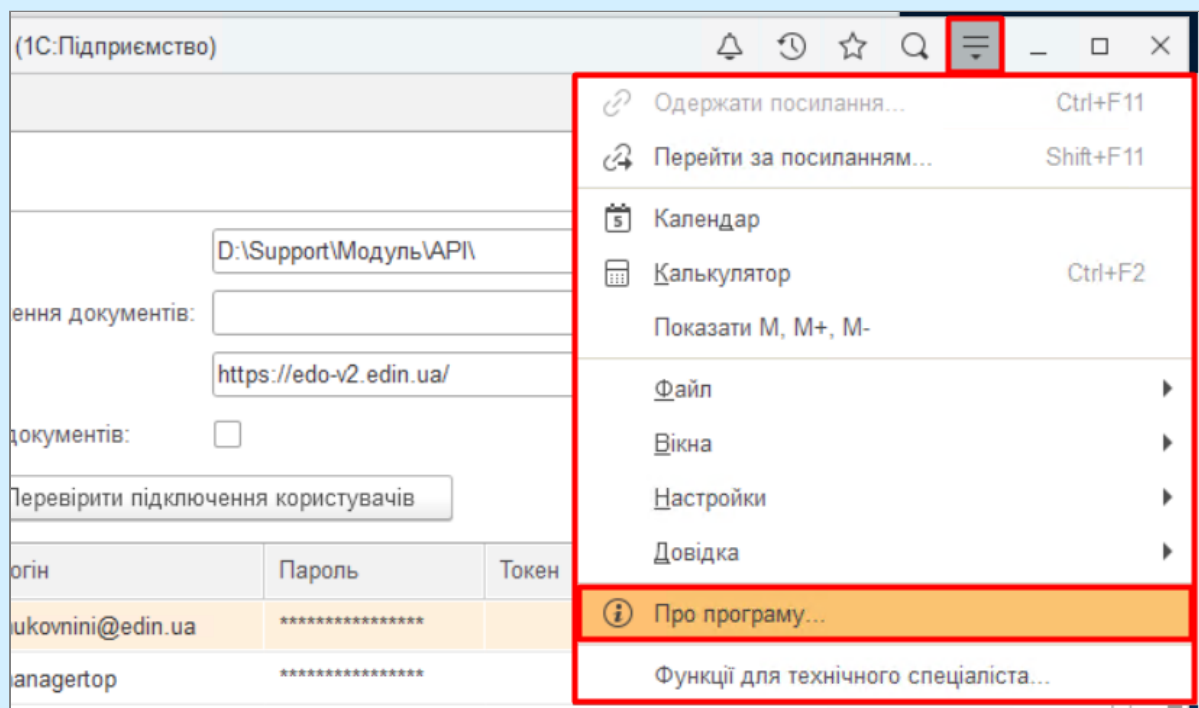 (1С:Підприємство)
Одержати посилання... Ctrl+F11
Перейти за посиланням... Shift+F11
5 Календар
D:\Support\Модуль\API\
Калькулятор Ctrl+F2
ення документів:
Показати M, M+, M-
https://edo-v2.edin.ua/
Файл
документів:
Вікна
Перевірити підключення користувачів
Настройки
Довідка
огін Пароль Токен
Про програму...
ukovnini@edin.ua ****************
anagertop ****************
Функції для технічного спеціаліста...